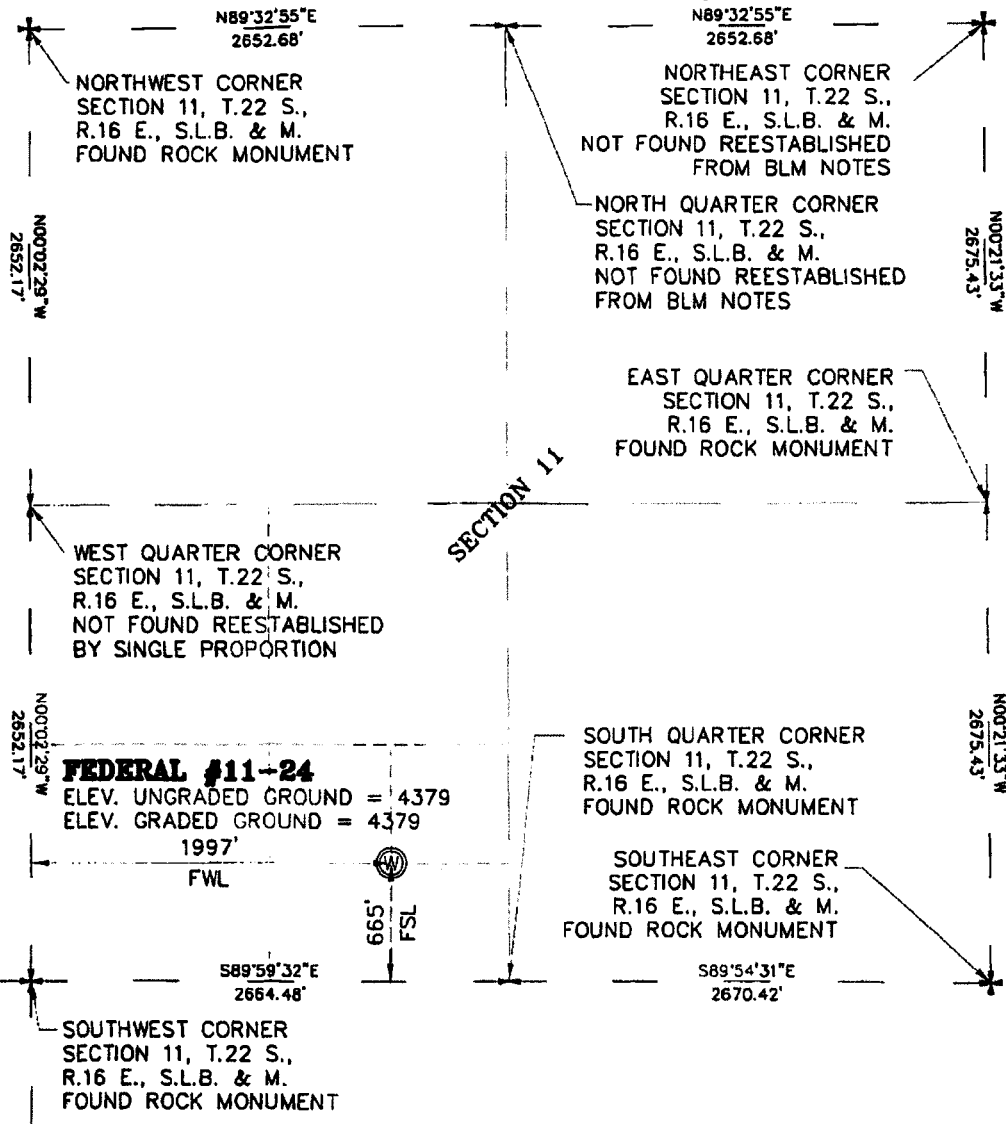 N89°32'55"E
2652.68'
N89°32'55"E
2652.68'
NORTHWEST CORNER
SECTION 11, T.22 S.,
R.16 E., S.L.B. & M.
FOUND ROCK MONUMENT
NORTHEAST CORNER
SECTION 11, T.22 S.,
R.16 E., S.L.B. & M.
NOT FOUND REESTABLISHED
FROM BLM NOTES
NORTH QUARTER CORNER
SECTION 11, T.22 S.,
R.16 E., S.L.B. & M.
NOT FOUND REESTABLISHED
FROM BLM NOTES
N00°02'29"W
2652.17'
N00°21'33"W
2675.43'
EAST QUARTER CORNER
SECTION 11, T.22 S.,
R.16 E., S.L.B. & M.
FOUND ROCK MONUMENT
SECTION 11
WEST QUARTER CORNER
SECTION 11, T.22 S.,
R.16 E., S.L.B. & M.
NOT FOUND REESTABLISHED
BY SINGLE PROPORTION
N00°02'29"W
2652.17'
N00°21'33"W
2675.43'
FEDERAL #11-24
ELEV. UNGRADED GROUND = 4379
ELEV. GRADED GROUND = 4379
1997'
FWL
W
665'
FSL
SOUTH QUARTER CORNER
SECTION 11, T.22 S.,
R.16 E., S.L.B. & M.
FOUND ROCK MONUMENT
SOUTHEAST CORNER
SECTION 11, T.22 S.,
R.16 E., S.L.B. & M.
FOUND ROCK MONUMENT
S89°59'32"E
2664.48'
S89°54'31"E
2670.42'
SOUTHWEST CORNER
SECTION 11, T.22 S.,
R.16 E., S.L.B. & M.
FOUND ROCK MONUMENT